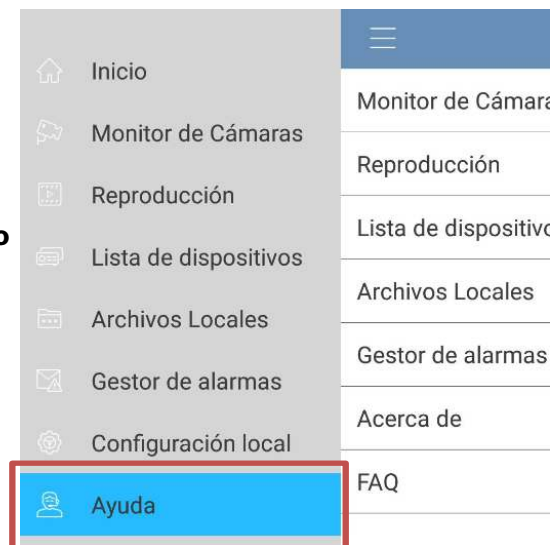 Inicio
Monitor de Cámaras
Reproducción
Lista de dispositivos
Archivos Locales
Gestor de alarmas
Configuración local
Ayuda
o
Monitor de Cámara
Reproducción
Lista de dispositivo
Archivos Locales
Gestor de alarmas
Acerca de
FAQ